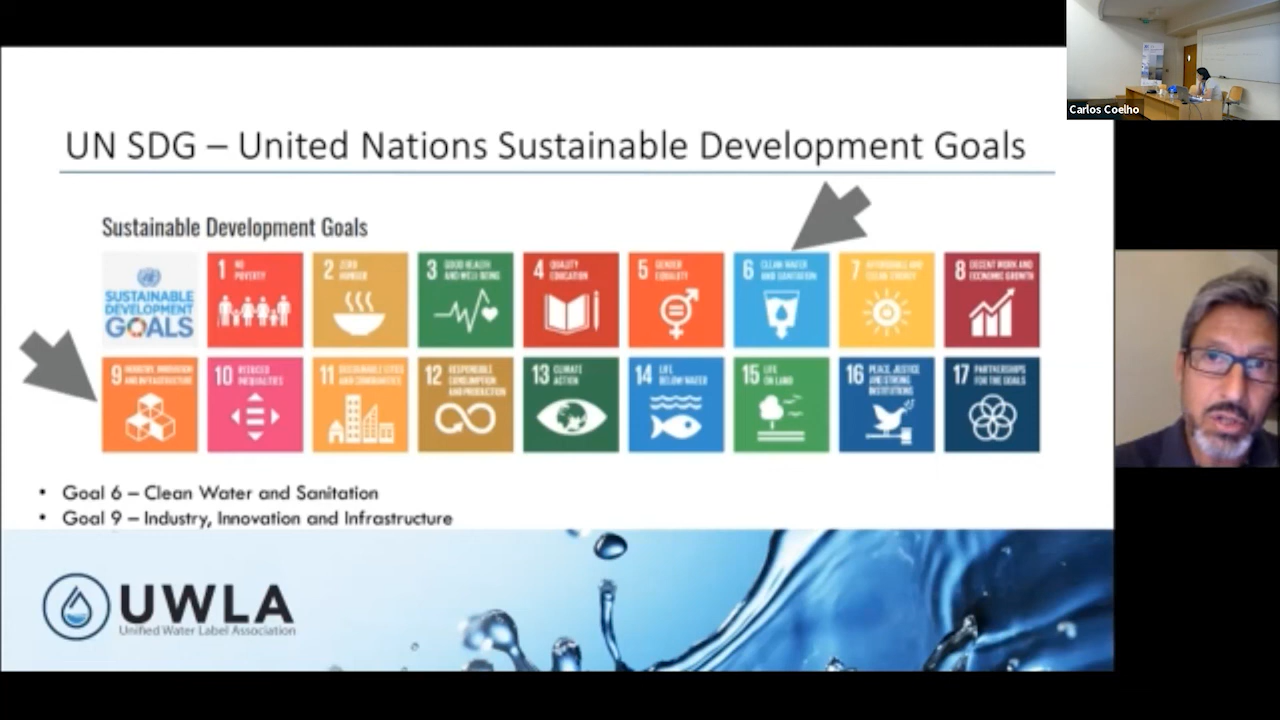 Carlos Coelho
UN SDG – United Nations Sustainable Development Goals
Sustainable Development Goals
SUSTAINABLE
DEVELOPMENT
GOALS
1 NO
POVERTY
2 ZERO
HUNGER
3 GOOD HEALTH
AND WELL-BEING
4 QUALITY
EDUCATION
5 GENDER
EQUALITY
6 CLEAN WATER
AND SANITATION
7 AFFORDABLE AND
CLEAN ENERGY
8 DECENT WORK AND
ECONOMIC GROWTH
9 INDUSTRY, INNOVATION
AND INFRASTRUCTURE
10 REDUCED
INEQUALITIES
11 SUSTAINABLE CITIES
AND COMMUNITIES
12 RESPONSIBLE
CONSUMPTION
AND PRODUCTION
13 CLIMATE
ACTION
14 LIFE
BELOW WATER
15 LIFE
ON LAND
16 PEACE, JUSTICE
AND STRONG
INSTITUTIONS
17 PARTNERSHIPS
FOR THE GOALS
• Goal 6 – Clean Water and Sanitation
• Goal 9 – Industry, Innovation and Infrastructure
UWLA
Unified Water Label Association